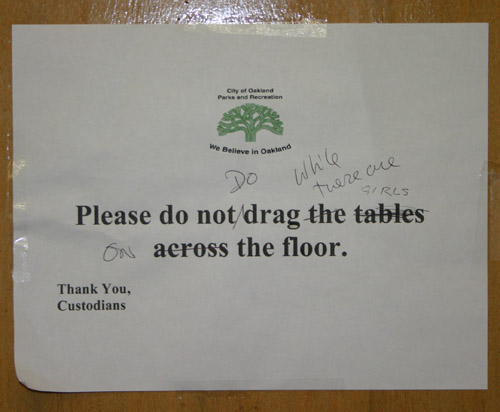 City of Oakland
Parks and Recreation
We Believe in Oakland
Do while
there are
GIRLS
Please do not/drag the tables
ON across the floor.
Thank You,
Custodians